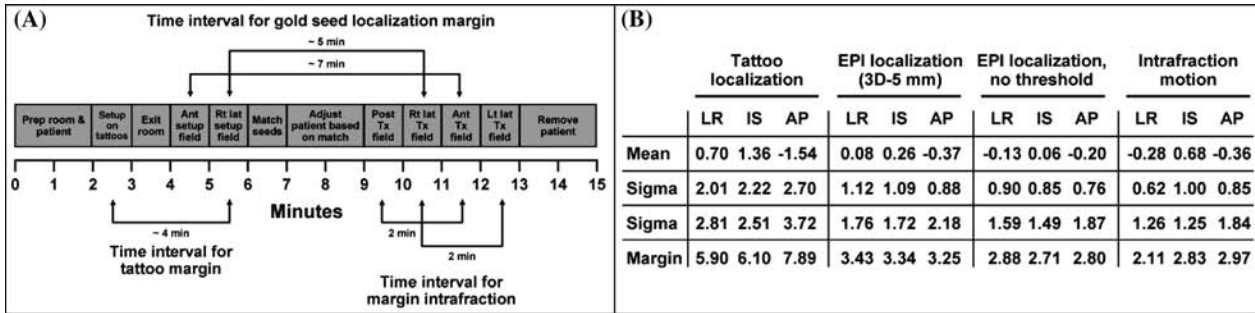 (A)
Time interval for gold seed localization margin
~ 5 min
~ 7 min
Prep room & patient
Setup on tattoos
Exit room
Ant setup field
Rt lat setup field
Match seeds
Adjust patient based on match
Post Tx field
Rt lat Tx field
Ant Tx field
Lt lat Tx field
Remove patient
0 1 2 3 4 5 6 7 8 9 10 11 12 13 14 15
Minutes
~ 4 min
Time interval for
tattoo margin
2 min
2 min
Time interval for
margin intrafraction
(B)
Tattoo localization
EPI localization (3D-5 mm)
EPI localization, no threshold
Intrafraction motion
LR IS AP LR IS AP LR IS AP LR IS AP
Mean 0.70 1.36 -1.54 0.08 0.26 -0.37 -0.13 0.06 -0.20 -0.28 0.68 -0.36
Sigma 2.01 2.22 2.70 1.12 1.09 0.88 0.90 0.85 0.76 0.62 1.00 0.85
Sigma 2.81 2.51 3.72 1.76 1.72 2.18 1.59 1.49 1.87 1.26 1.25 1.84
Margin 5.90 6.10 7.89 3.43 3.34 3.25 2.88 2.71 2.80 2.11 2.83 2.97